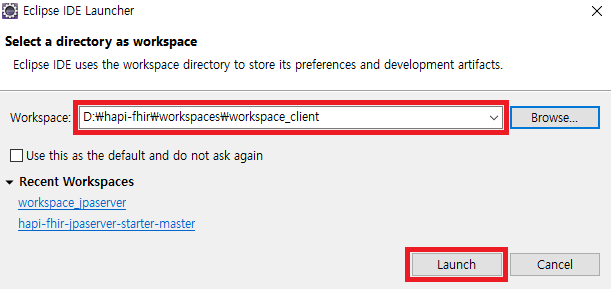 Eclipse IDE Launcher
Select a directory as workspace
Eclipse IDE uses the workspace directory to store its preferences and development artifacts.
Workspace: D:₩hapi-fhir₩workspaces₩workspace_client Browse...
Use this as the default and do not ask again
Recent Workspaces
workspace_jpaserver
hapi-fhir-jpaserver-starter-master
Launch Cancel